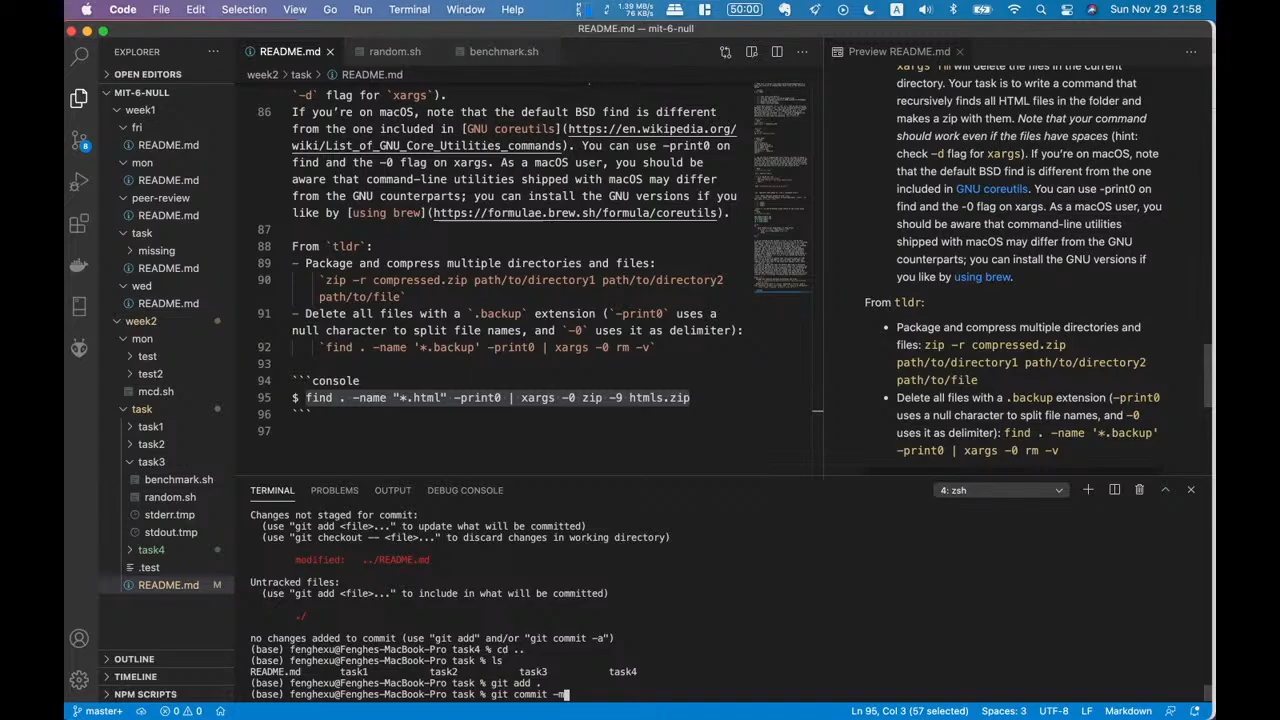 Code File Edit Selection View Go Run Terminal Window Help 1.39 MB/s 76 KB/s 50:00 A Sun Nov 29 21:58
README.md — mit-6-null
EXPLORER
OPEN EDITORS
MIT-6-NULL
week1
fri
README.md
mon
README.md
peer-review
README.md
task
missing
README.md
wed
README.md
week2
mon
test
test2
mcd.sh
task
task1
task2
task3
benchmark.sh
random.sh
stderr.tmp
stdout.tmp
task4
.test
README.md M
OUTLINE
TIMELINE
NPM SCRIPTS
8
README.md random.sh benchmark.sh
week2 > task > README.md
`-d` flag for `xargs`).
86 If you’re on macOS, note that the default BSD find is different
from the one included in [GNU coreutils](https://en.wikipedia.org/
wiki/List_of_GNU_Core_Utilities_commands). You can use -print0 on
find and the -0 flag on xargs. As a macOS user, you should be
aware that command-line utilities shipped with macOS may differ
from the GNU counterparts; you can install the GNU versions if you
like by [using brew](https://formulae.brew.sh/formula/coreutils).
87
88 From `tldr`:
89 - Package and compress multiple directories and files:
90 `zip -r compressed.zip path/to/directory1 path/to/directory2
path/to/file`
91 - Delete all files with a `.backup` extension (`-print0` uses a
null character to split file names, and `-0` uses it as delimiter):
92 `find . -name '*.backup' -print0 | xargs -0 rm -v`
93
94 ```console
95 $ find . -name "*.html" -print0 | xargs -0 zip -9 htmls.zip
96 ```
97
Preview README.md
xargs rm will delete the files in the current
directory. Your task is to write a command that
recursively finds all HTML files in the folder and
makes a zip with them. Note that your command
should work even if the files have spaces (hint:
check -d flag for xargs). If you’re on macOS, note
that the default BSD find is different from the one
included in GNU coreutils. You can use -print0 on
find and the -0 flag on xargs. As a macOS user, you
should be aware that command-line utilities
shipped with macOS may differ from the GNU
counterparts; you can install the GNU versions if
you like by using brew.
From tldr:
• Package and compress multiple directories and
files: zip -r compressed.zip
path/to/directory1 path/to/directory2
path/to/file
• Delete all files with a .backup extension (-print0
uses a null character to split file names, and -0
uses it as delimiter): find . -name '*.backup'
-print0 | xargs -0 rm -v
TERMINAL PROBLEMS OUTPUT DEBUG CONSOLE 4: zsh
Changes not staged for commit:
(use "git add <file>..." to update what will be committed)
(use "git checkout -- <file>..." to discard changes in working directory)
modified: ../README.md
Untracked files:
(use "git add <file>..." to include in what will be committed)
./
no changes added to commit (use "git add" and/or "git commit -a")
(base) fenghexu@Fenghes-MacBook-Pro task4 % cd ..
(base) fenghexu@Fenghes-MacBook-Pro task % ls
README.md task1 task2 task3 task4
(base) fenghexu@Fenghes-MacBook-Pro task % git add .
(base) fenghexu@Fenghes-MacBook-Pro task % git commit -m
master+ 0 0 Ln 95, Col 3 (57 selected) Spaces: 3 UTF-8 LF Markdown